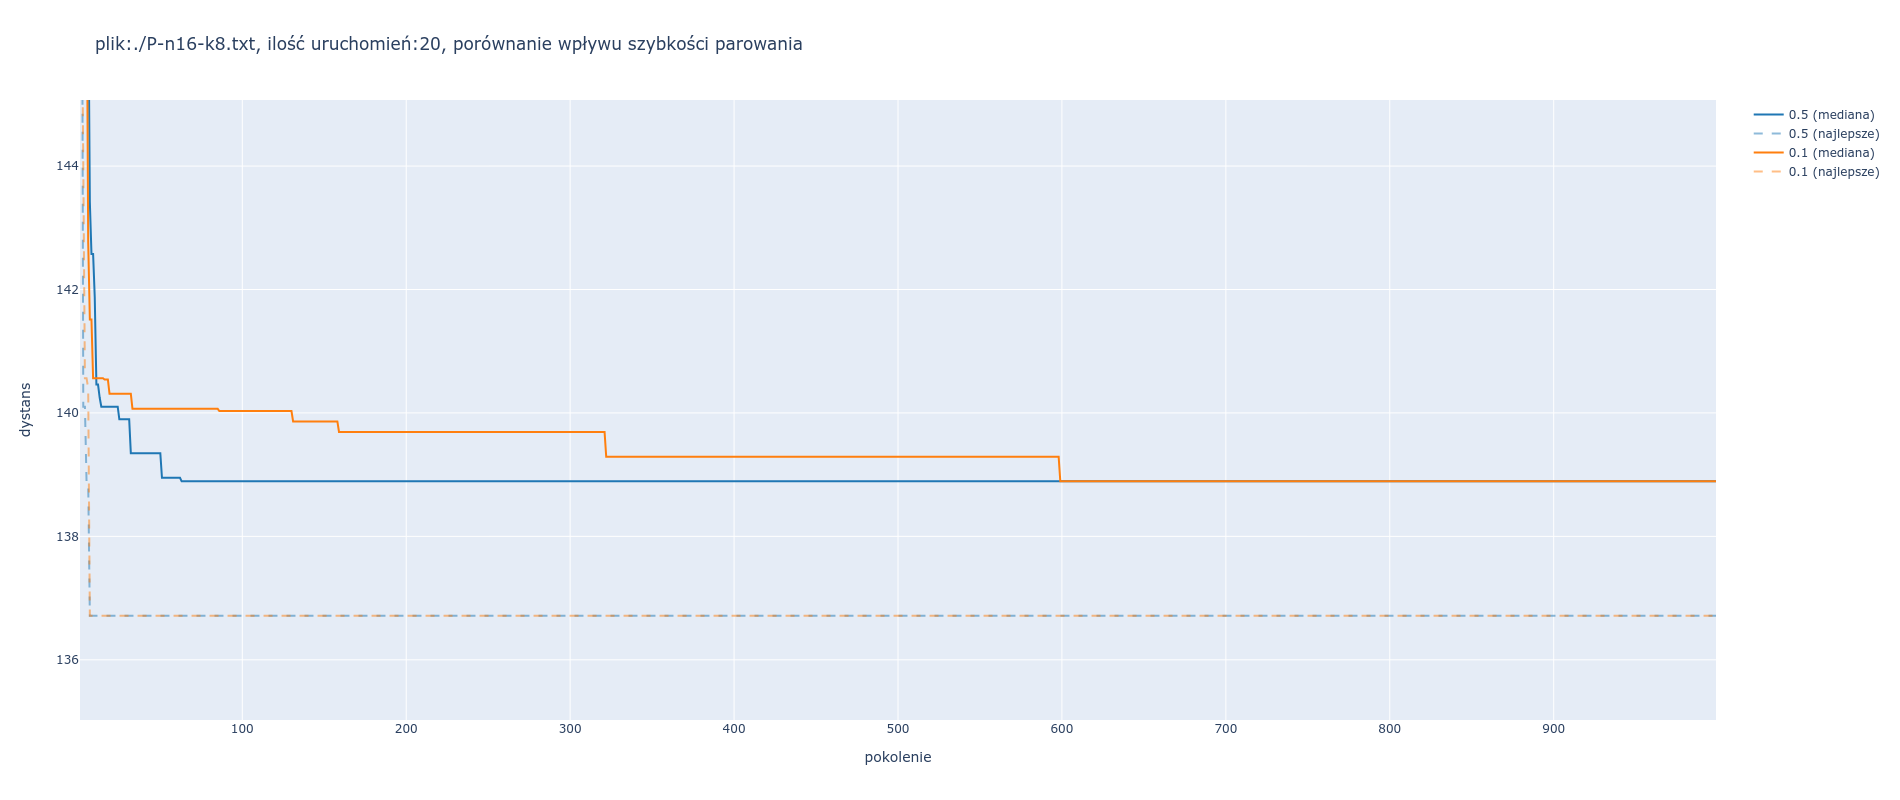 plik:./P-n16-k8.txt, ilość uruchomień:20, porównanie wpływu szybkości parowania
0.5 (mediana)
0.5 (najlepsze)
0.1 (mediana)
0.1 (najlepsze)
144
142
140
138
136
dystans
100 200 300 400 500 600 700 800 900
pokolenie